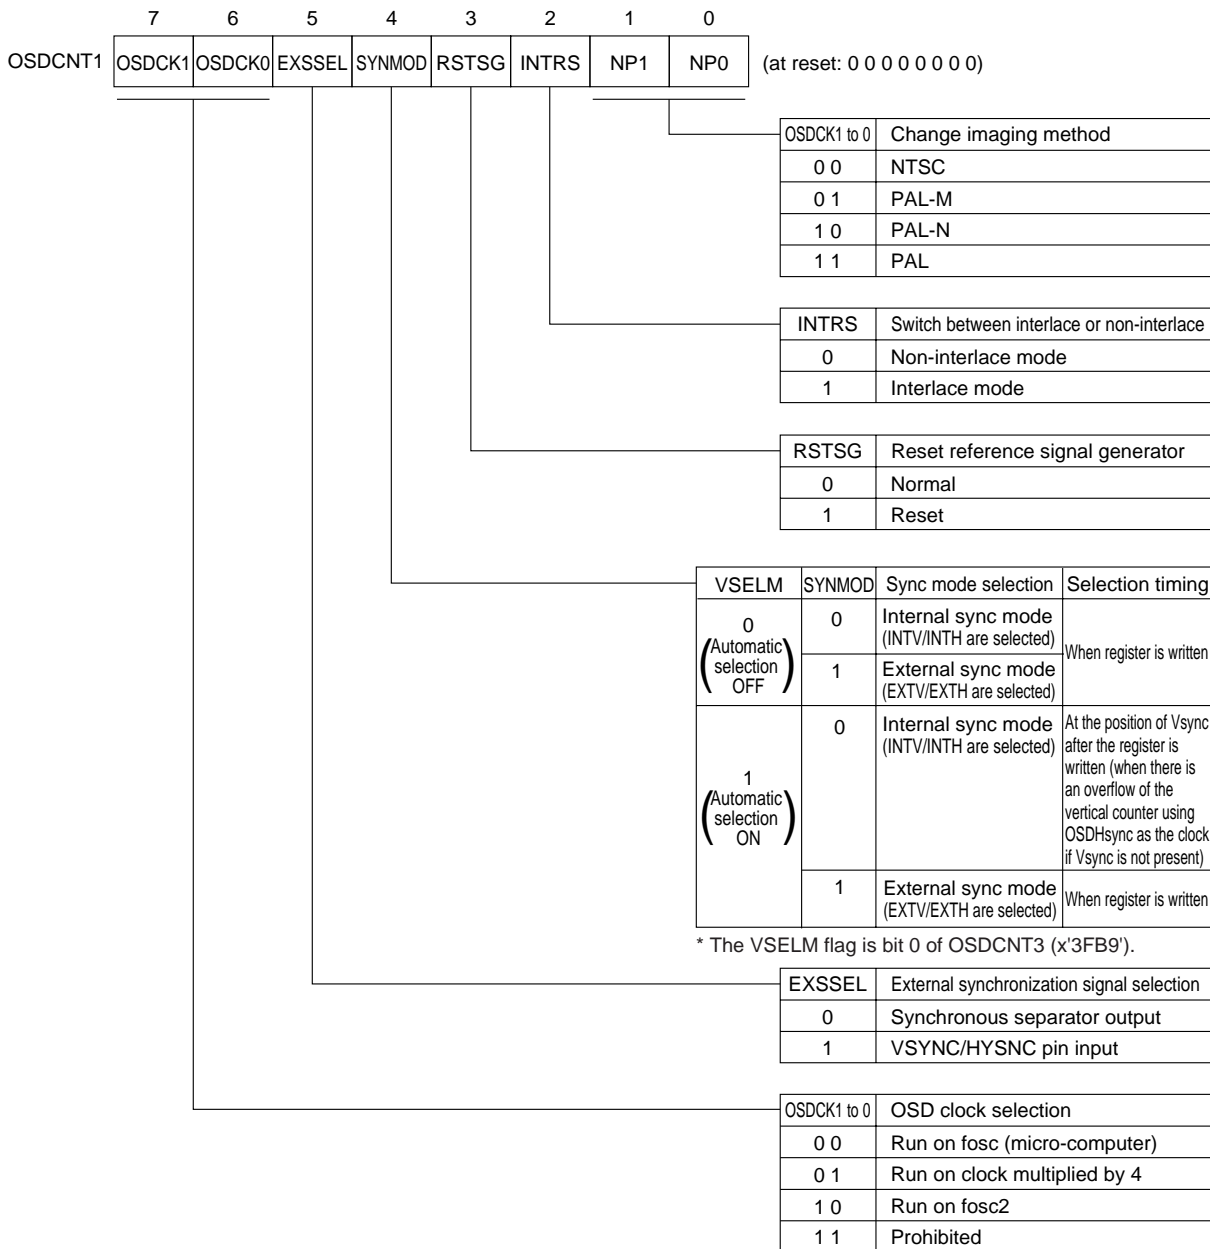 7 6 5 4 3 2 1 0
OSDCNT1 OSDCK1 OSDCK0 EXSSEL SYNMOD RSTSG INTRS NP1 NP0 (at reset: 0 0 0 0 0 0 0 0)
OSDCK1 to 0 Change imaging method
0 0 NTSC
0 1 PAL-M
1 0 PAL-N
1 1 PAL
INTRS Switch between interlace or non-interlace
0 Non-interlace mode
1 Interlace mode
RSTSG Reset reference signal generator
0 Normal
1 Reset
VSELM SYNMOD Sync mode selection Selection timing
0
(Automatic
selection
OFF)
0 Internal sync mode
(INTV/INTH are selected)
When register is written
1 External sync mode
(EXTV/EXTH are selected)
1
(Automatic
selection
ON)
0 Internal sync mode
(INTV/INTH are selected)
At the position of Vsync
after the register is
written (when there is
an overflow of the
vertical counter using
OSDHsync as the clock
if Vsync is not present)
1 External sync mode
(EXTV/EXTH are selected)
When register is written
* The VSELM flag is bit 0 of OSDCNT3 (x'3FB9').
EXSSEL External synchronization signal selection
0 Synchronous separator output
1 VSYNC/HYSNC pin input
OSDCK1 to 0 OSD clock selection
0 0 Run on fosc (micro-computer)
0 1 Run on clock multiplied by 4
1 0 Run on fosc2
1 1 Prohibited